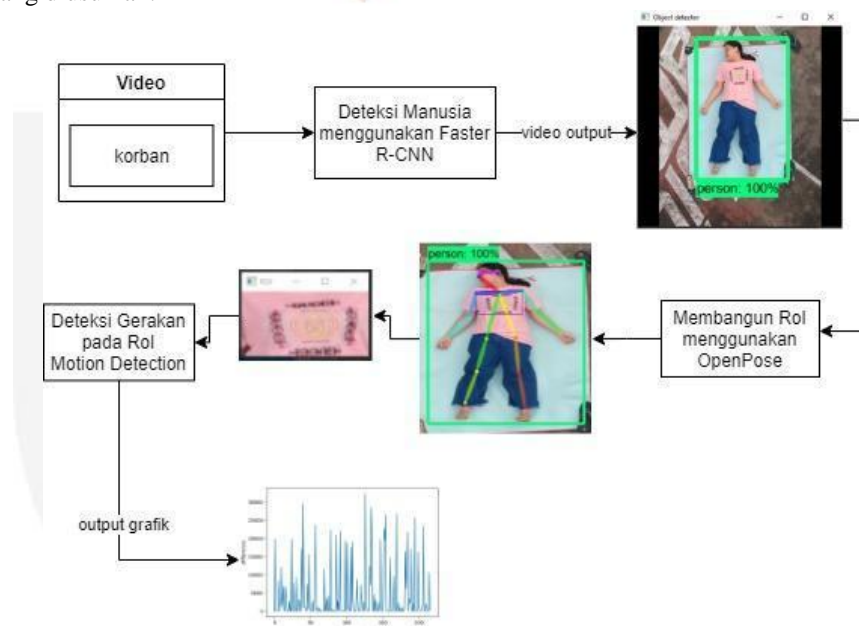 Video
korban
Deteksi Manusia
menggunakan Faster
R-CNN
video output
Object detector
person: 100%
Membangun RoI
menggunakan
OpenPose
person: 100%
Deteksi Gerakan
pada RoI
Motion Detection
output grafik